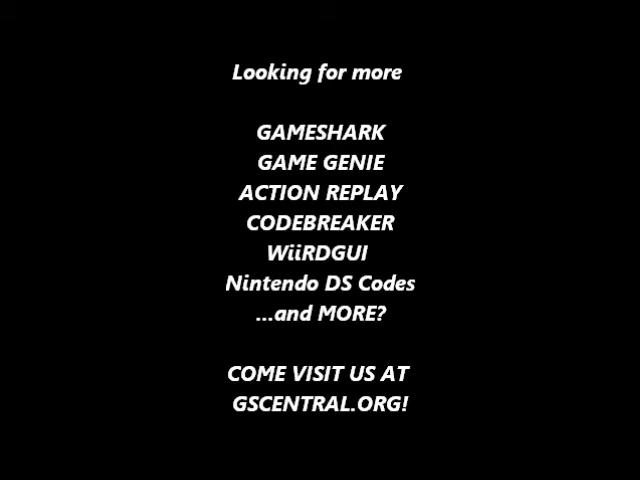 Looking for more
GAMESHARK
GAME GENIE
ACTION REPLAY
CODEBREAKER
WiiRDGUI
Nintendo DS Codes
...and MORE?
COME VISIT US AT
GSCENTRAL.ORG!